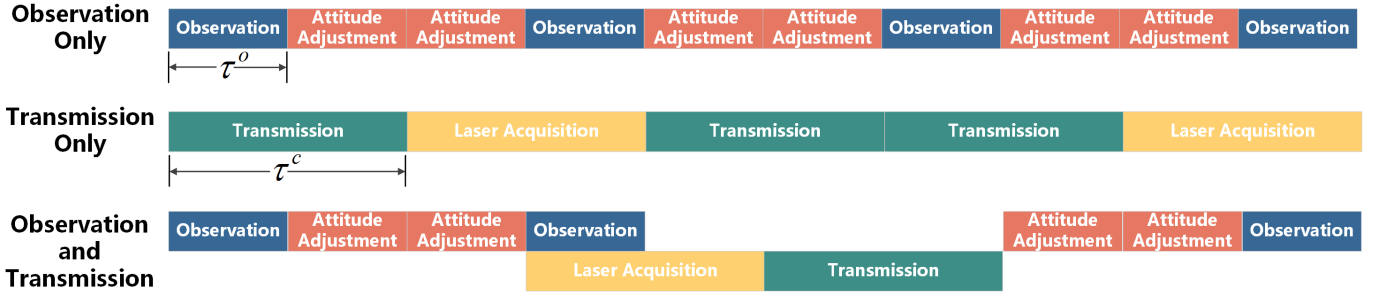 Observation Only
Observation
Attitude Adjustment
Attitude Adjustment
Observation
Attitude Adjustment
Attitude Adjustment
Observation
Attitude Adjustment
Attitude Adjustment
Observation
τ^o
Transmission Only
Transmission
Laser Acquisition
Transmission
Transmission
Laser Acquisition
τ^c
Observation and Transmission
Observation
Attitude Adjustment
Attitude Adjustment
Observation
Attitude Adjustment
Attitude Adjustment
Observation
Laser Acquisition
Transmission